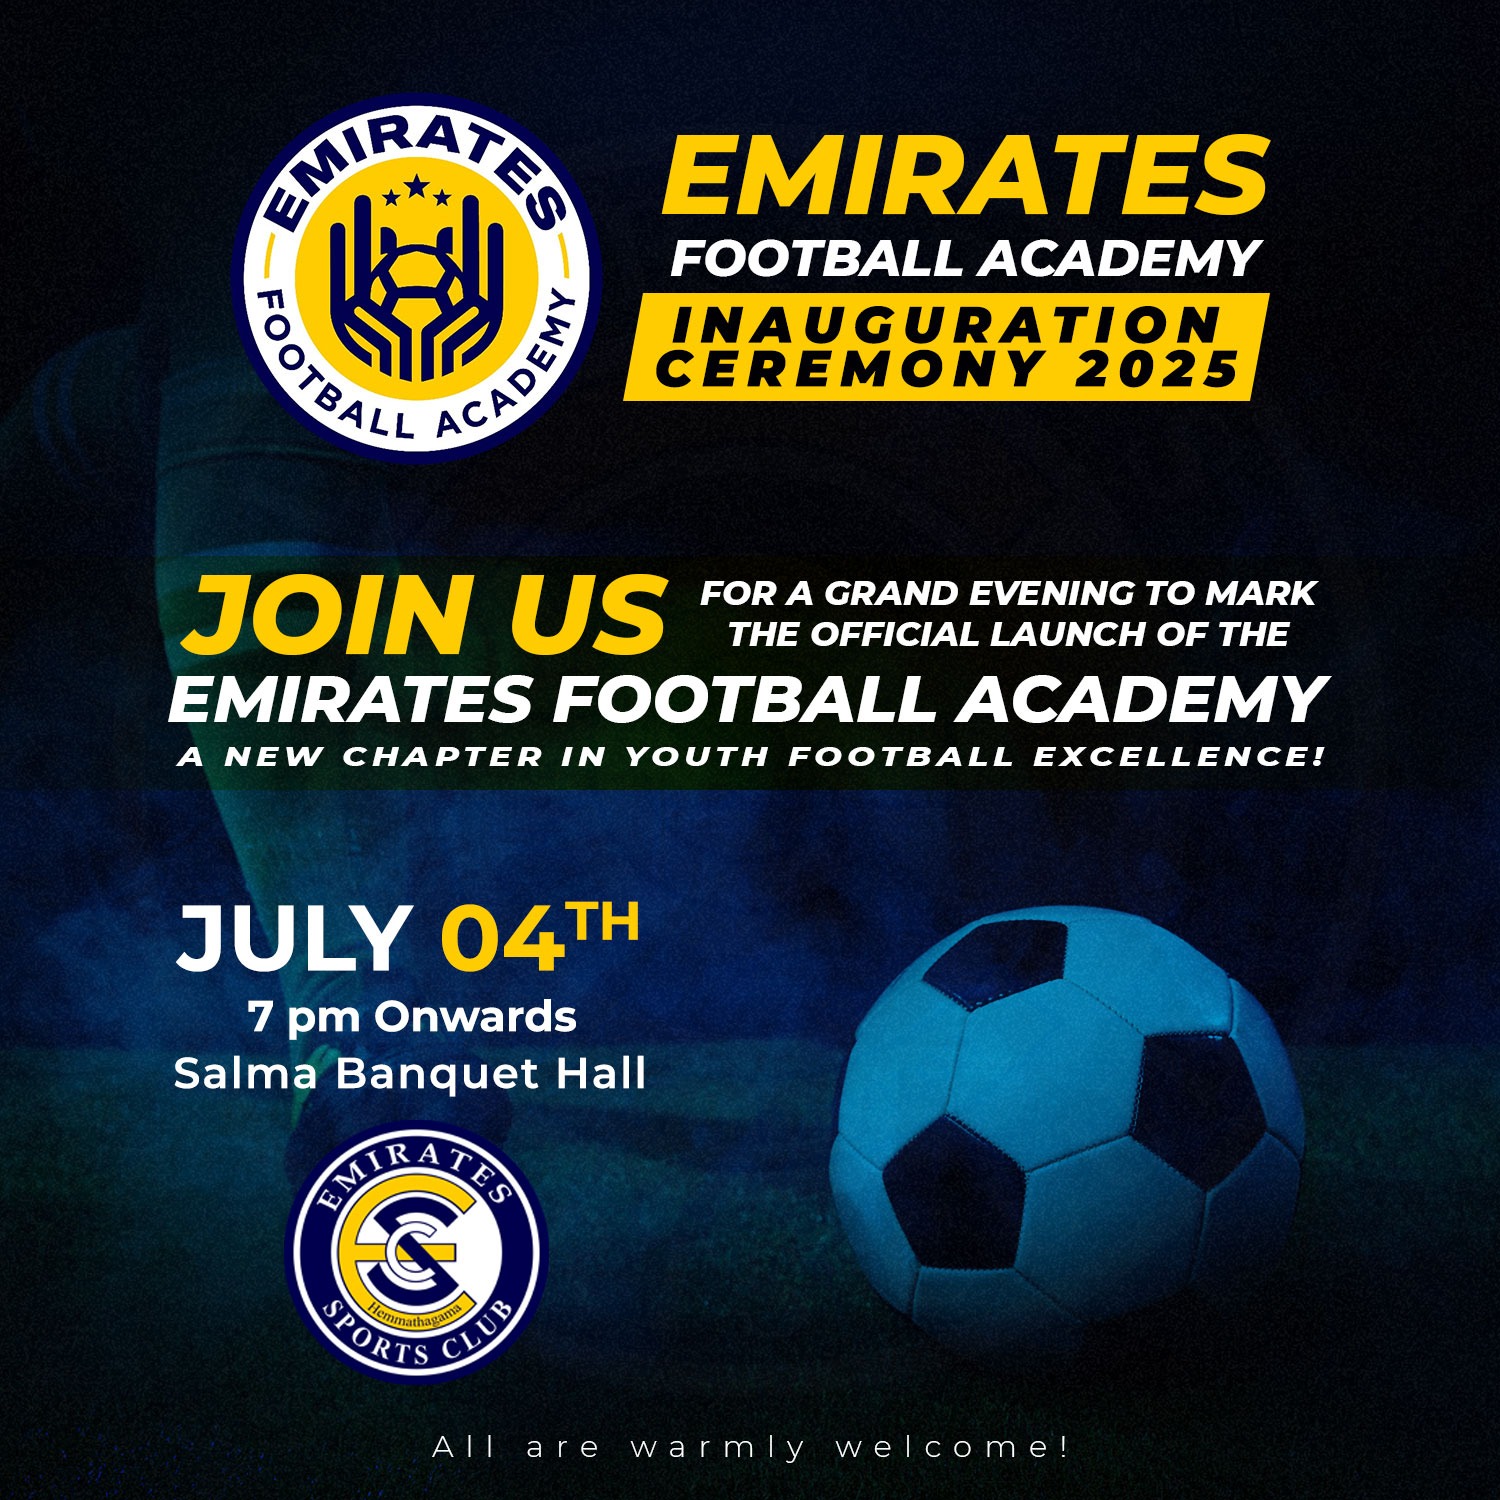 EMIRATES
FOOTBALL ACADEMY
EMIRATES
FOOTBALL ACADEMY
INAUGURATION
CEREMONY 2025
JOIN US
FOR A GRAND EVENING TO MARK
THE OFFICIAL LAUNCH OF THE
EMIRATES FOOTBALL ACADEMY
A NEW CHAPTER IN YOUTH FOOTBALL EXCELLENCE!
JULY 04TH
7 pm Onwards
Salma Banquet Hall
EMIRATES
ESC
Hemmathagama
SPORTS CLUB
All are warmly welcome!